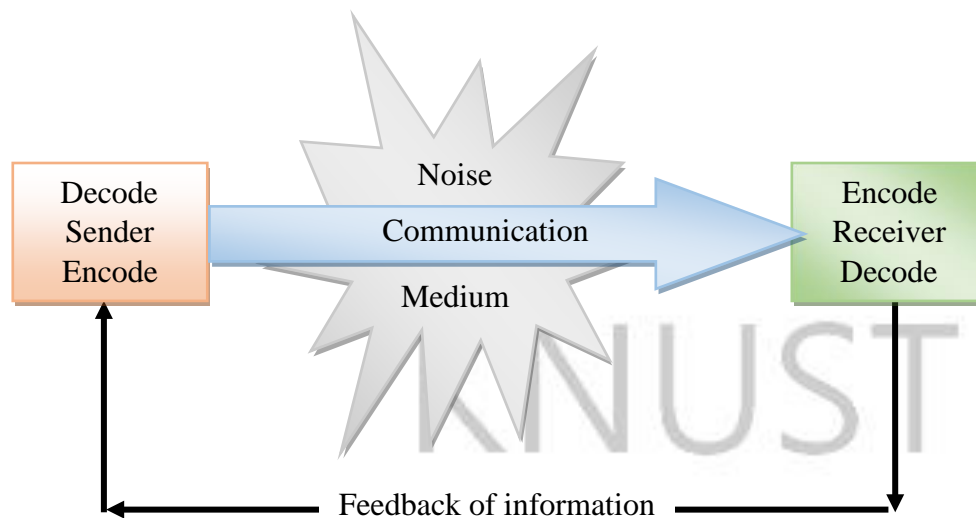 Noise
Decode
Sender
Encode
Communication
Encode
Receiver
Decode
Medium
KNUST
Feedback of information